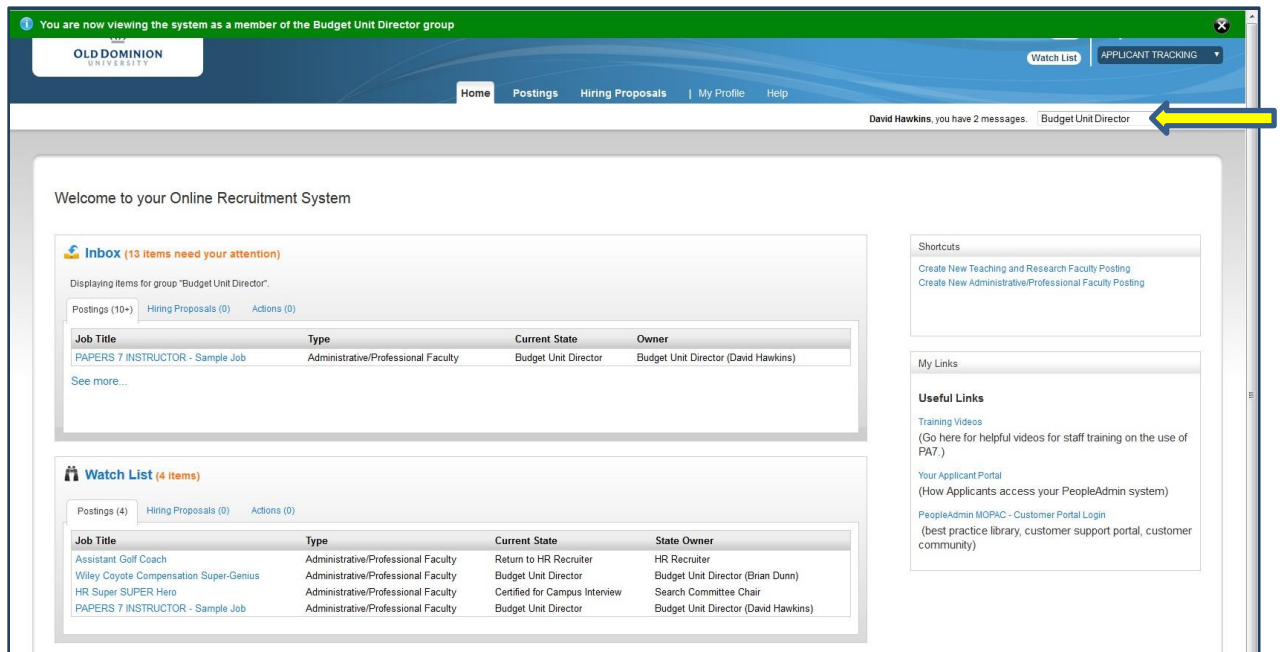 You are now viewing the system as a member of the Budget Unit Director group
OLD DOMINION
UNIVERSITY
Watch List
APPLICANT TRACKING
Home Postings Hiring Proposals | My Profile Help
David Hawkins, you have 2 messages. Budget Unit Director
Welcome to your Online Recruitment System
Inbox (13 items need your attention)
Displaying items for group "Budget Unit Director".
Postings (10+) Hiring Proposals (0) Actions (0)
Job Title Type Current State Owner
PAPERS 7 INSTRUCTOR - Sample Job Administrative/Professional Faculty Budget Unit Director Budget Unit Director (David Hawkins)
See more...
Shortcuts
Create New Teaching and Research Faculty Posting
Create New Administrative/Professional Faculty Posting
My Links
Useful Links
Training Videos
(Go here for helpful videos for staff training on the use of
PA7.)
Your Applicant Portal
(How Applicants access your PeopleAdmin system)
PeopleAdmin MOPAC - Customer Portal Login
(best practice library, customer support portal, customer
community)
Watch List (4 items)
Postings (4) Hiring Proposals (0) Actions (0)
Job Title Type Current State State Owner
Assistant Golf Coach Administrative/Professional Faculty Return to HR Recruiter HR Recruiter
Wiley Coyote Compensation Super-Genius Administrative/Professional Faculty Budget Unit Director Budget Unit Director (Brian Dunn)
HR Super SUPER Hero Administrative/Professional Faculty Certified for Campus Interview Search Committee Chair
PAPERS 7 INSTRUCTOR - Sample Job Administrative/Professional Faculty Budget Unit Director Budget Unit Director (David Hawkins)